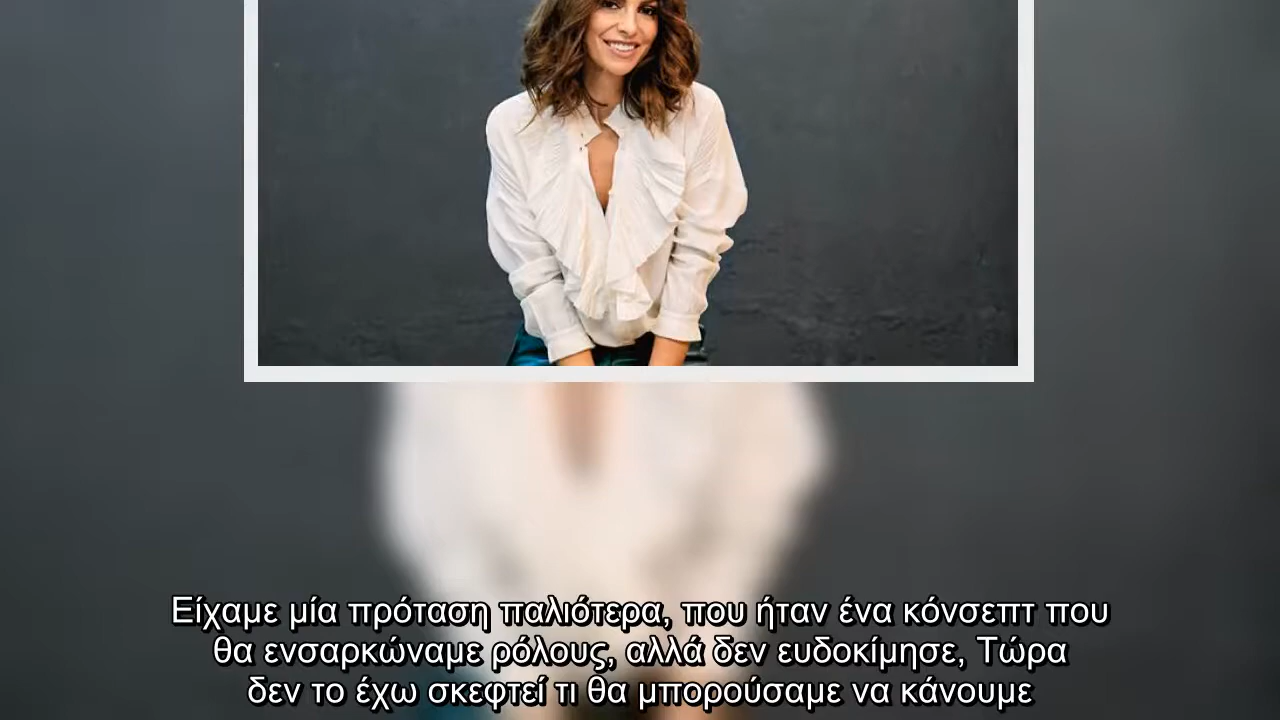 Είχαμε μία πρόταση παλιότερα, που ήταν ένα κόνσεπτ που
θα ενσαρκώναμε ρόλους, αλλά δεν ευδοκίμησε, Τώρα
δεν το έχω σκεφτεί τι θα μπορούσαμε να κάνουμε